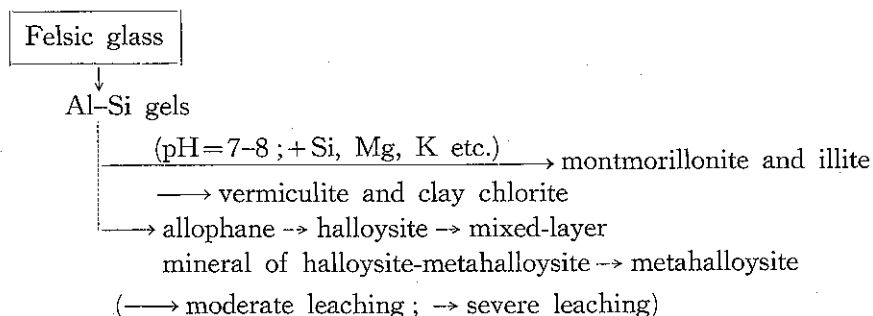 Felsic glass
Al–Si gels
(pH=7–8 ; +Si, Mg, K etc.)
⟶ montmorillonite and illite
⟶ vermiculite and clay chlorite
⟶ allophane → halloysite → mixed-layer
mineral of halloysite-metahalloysite → metahalloysite
(⟶ moderate leaching ; → severe leaching)